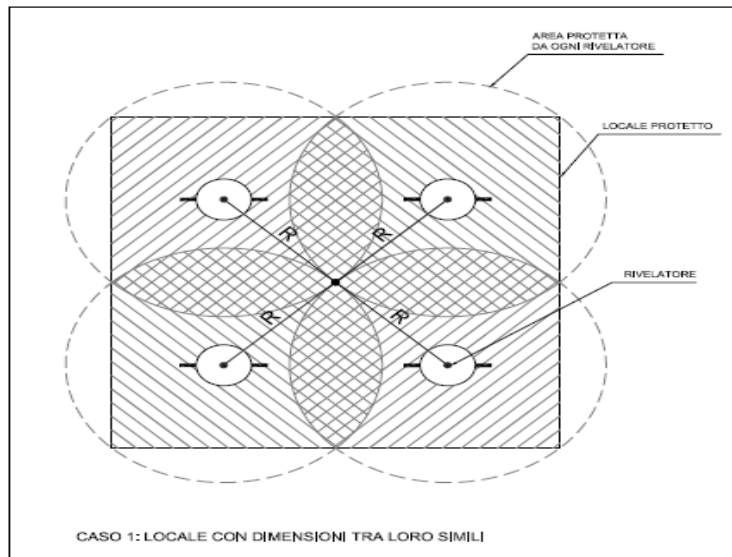 AREA PROTETTA
DA OGNI RIVELATORE
LOCALE PROTETTO
R
R
RIVELATORE
R
R
CASO 1: LOCALE CON DIMENSIONI TRA LORO SIMILI